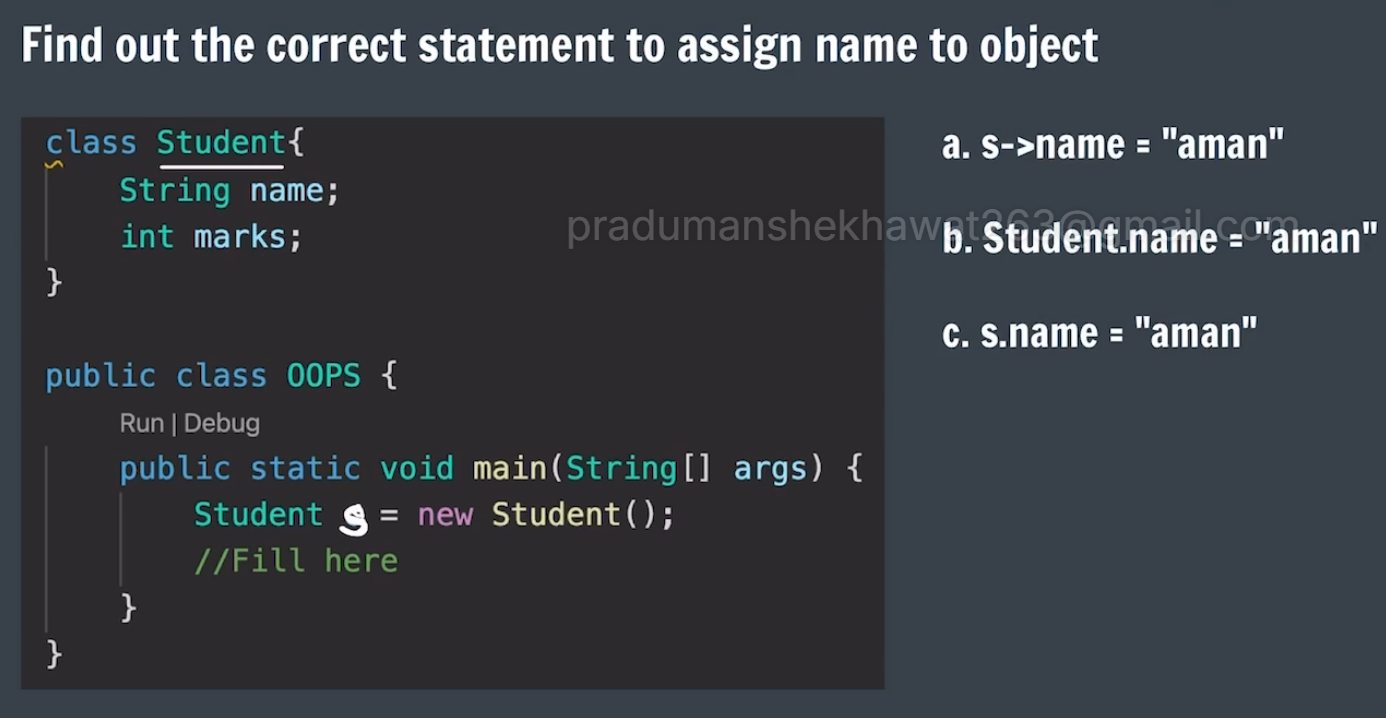 Find out the correct statement to assign name to object
class Student{
String name;
int marks;
}
public class OOPS {
Run | Debug
public static void main(String[] args) {
Student s = new Student();
//Fill here
}
}
a. s->name = "aman"
pradumanshekhawat263@gmail.com
b. Student.name = "aman"
c. s.name = "aman"